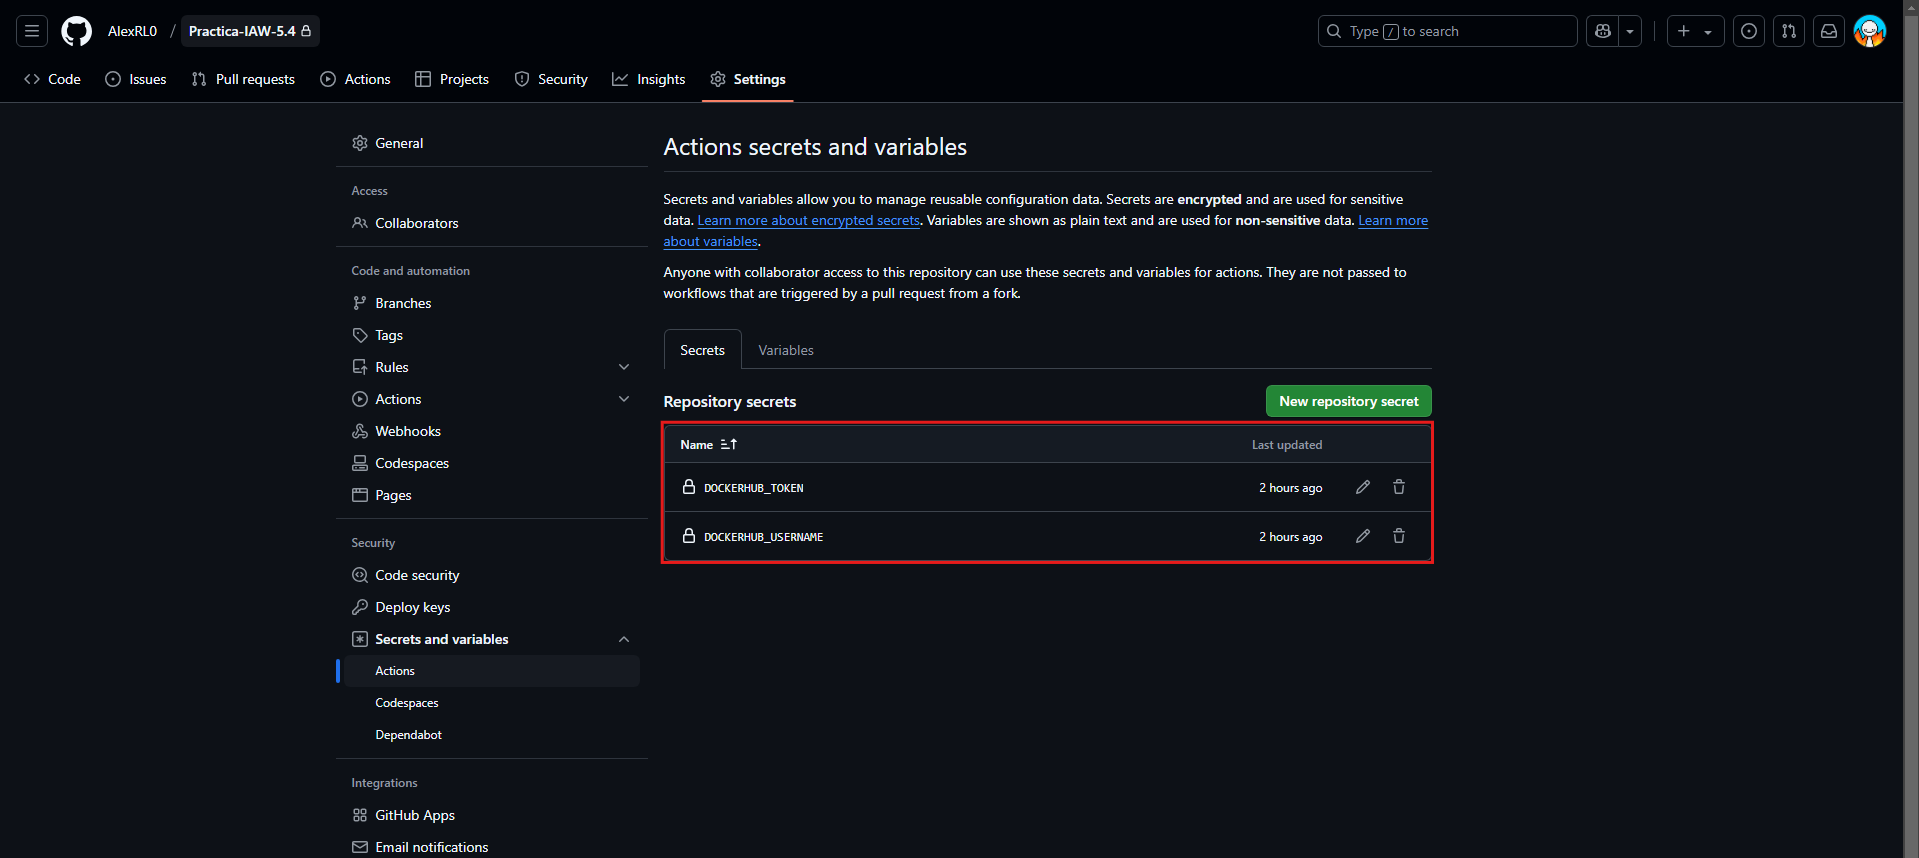 AlexRL0 / Practica-IAW-5.4
Type / to search
Code
Issues
Pull requests
Actions
Projects
Security
Insights
Settings
General
Access
Collaborators
Code and automation
Branches
Tags
Rules
Actions
Webhooks
Codespaces
Pages
Security
Code security
Deploy keys
Secrets and variables
Actions
Codespaces
Dependabot
Integrations
GitHub Apps
Email notifications
Actions secrets and variables
Secrets and variables allow you to manage reusable configuration data. Secrets are encrypted and are used for sensitive
data. Learn more about encrypted secrets. Variables are shown as plain text and are used for non-sensitive data. Learn more
about variables.
Anyone with collaborator access to this repository can use these secrets and variables for actions. They are not passed to
workflows that are triggered by a pull request from a fork.
Secrets
Variables
Repository secrets
New repository secret
Name
Last updated
DOCKERHUB_TOKEN
2 hours ago
DOCKERHUB_USERNAME
2 hours ago